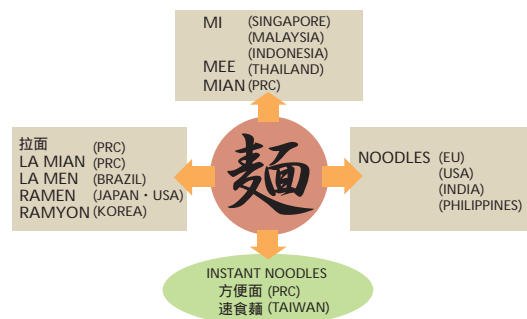 MI (SINGAPORE)
(MALAYSIA)
(INDONESIA)
MEE (THAILAND)
MIAN (PRC)
拉面 (PRC)
LA MIAN (PRC)
LA MEN (BRAZIL)
RAMEN (JAPAN・USA)
RAMYON (KOREA)
麺
NOODLES (EU)
(USA)
(INDIA)
(PHILIPPINES)
INSTANT NOODLES
方便面 (PRC)
速食麵 (TAIWAN)